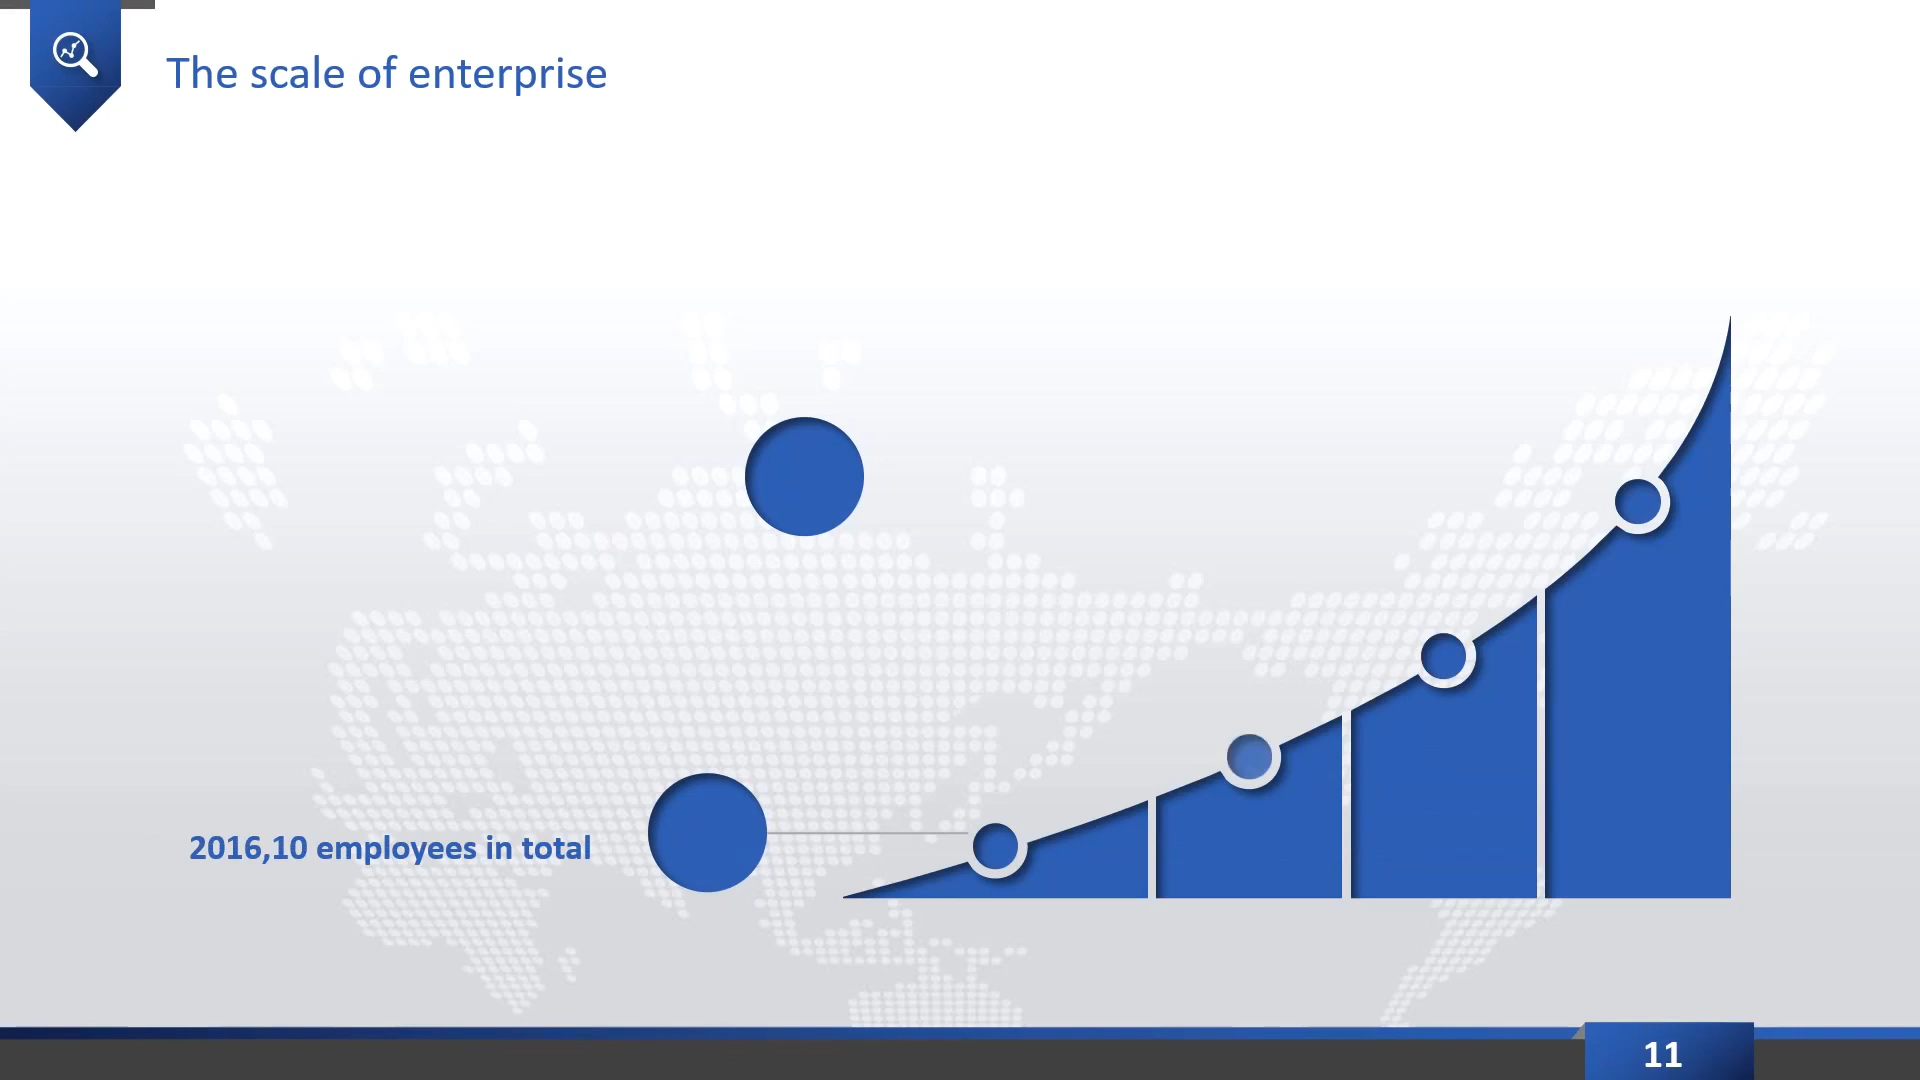 The scale of enterprise
2016,10 employees in total
11